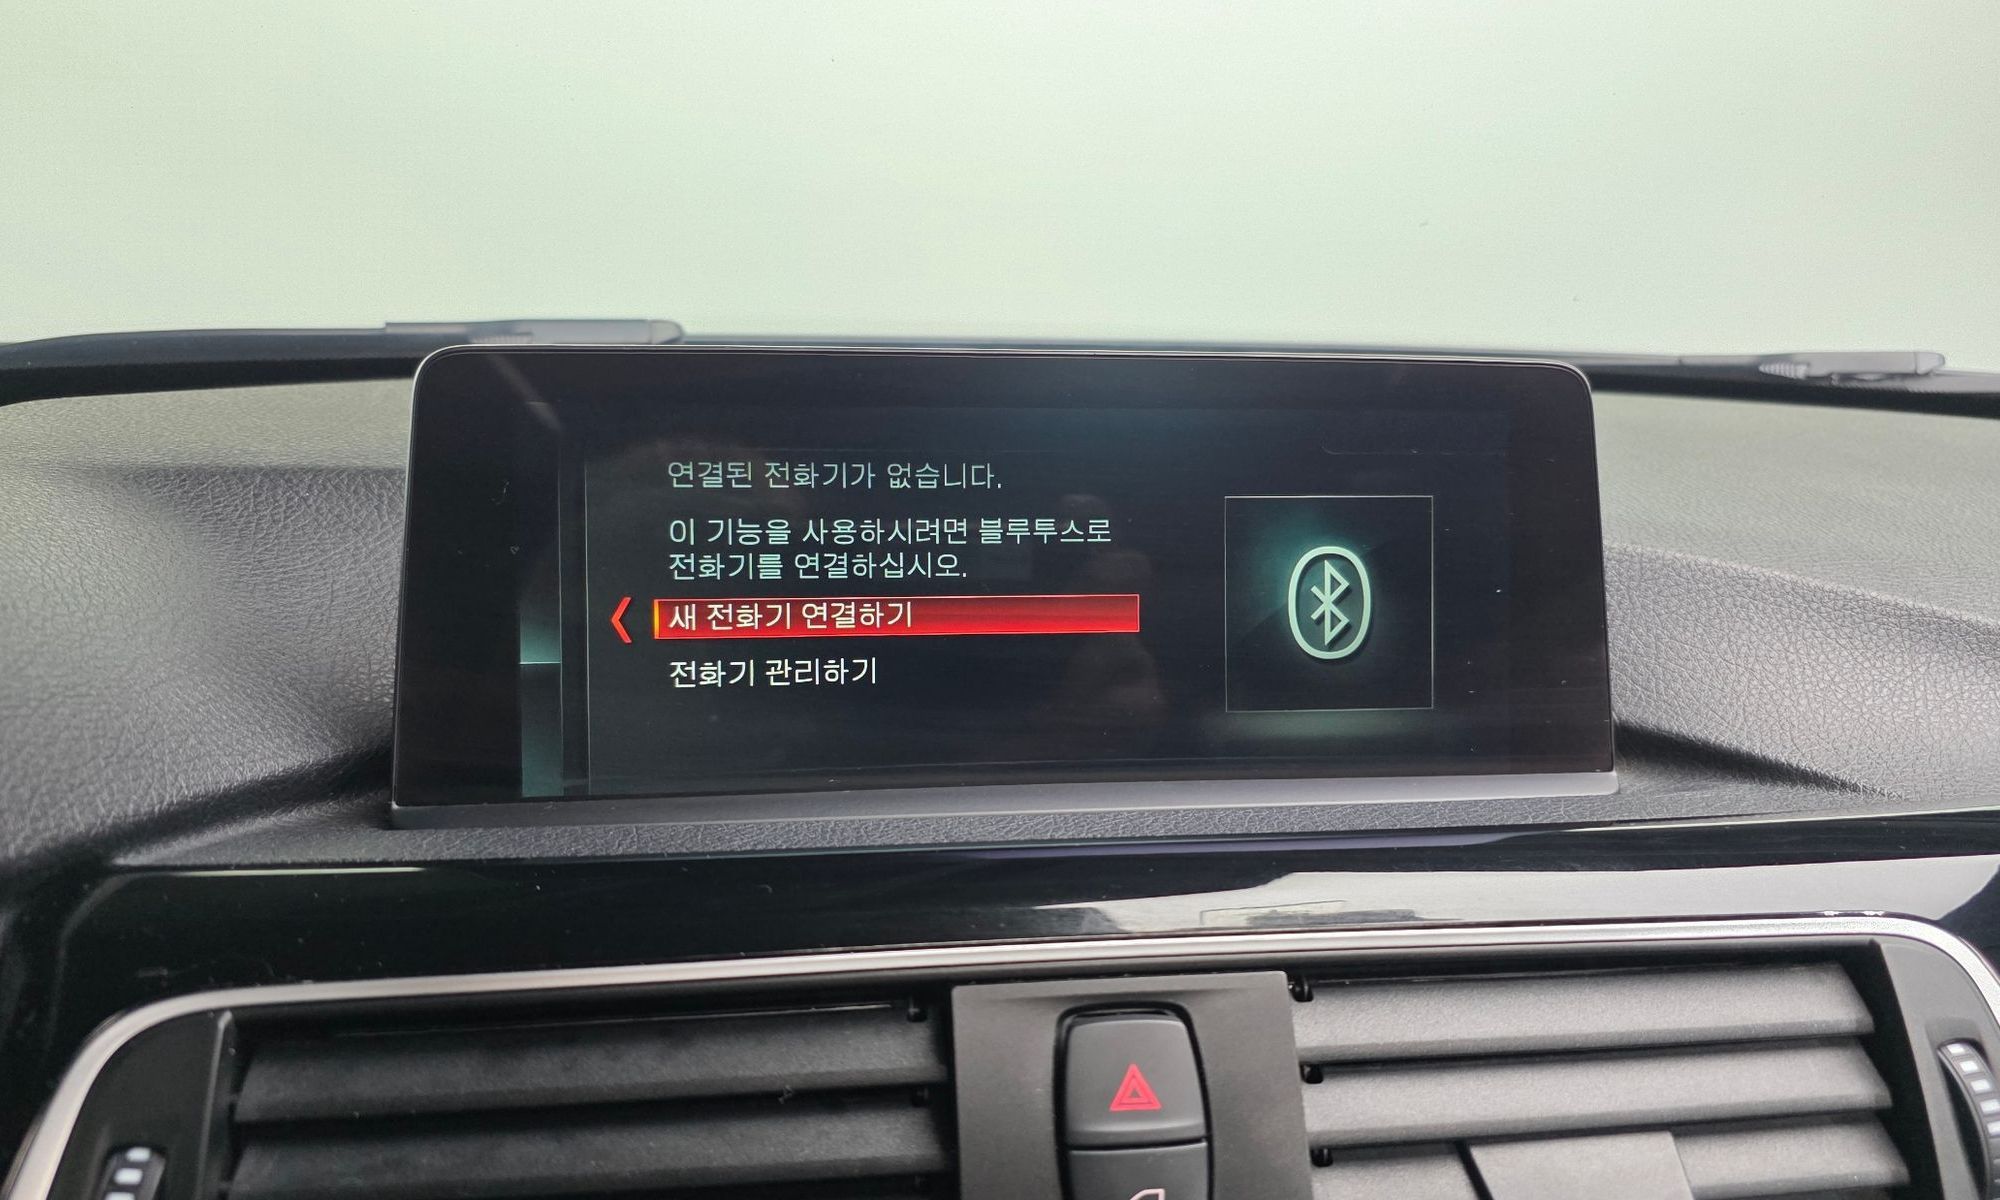 연결된 전화기가 없습니다.
이 기능을 사용하시려면 블루투스로
전화기를 연결하십시오.
새 전화기 연결하기
전화기 관리하기